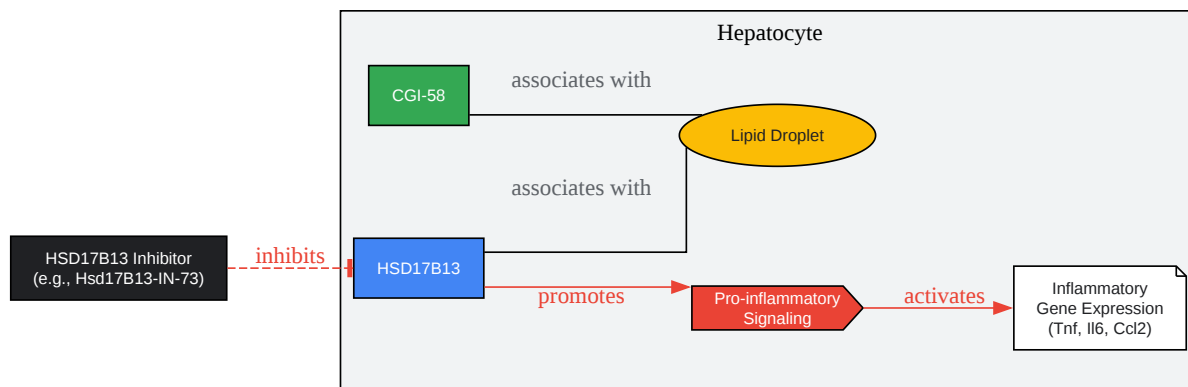 Hepatocyte
CGI-58
associates with
Lipid Droplet
associates with
HSD17B13 Inhibitor
(e.g., Hsd17B13-IN-73)
inhibits
HSD17B13
promotes
Pro-inflammatory
Signaling
activates
Inflammatory
Gene Expression
(Tnf, Il6, Ccl2)